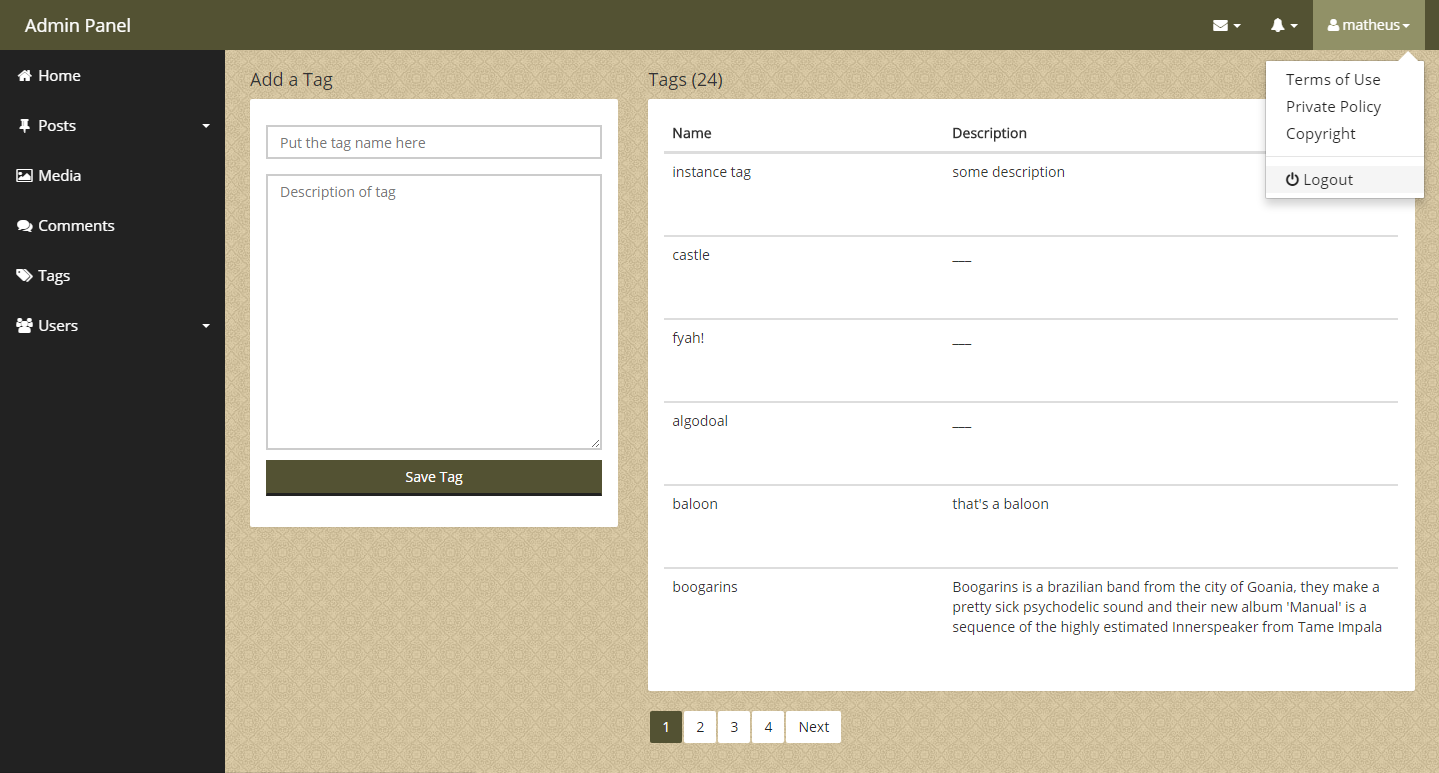 Admin Panel
matheus
Terms of Use
Private Policy
Copyright
Logout
Home
Posts
Media
Comments
Tags
Users
Add a Tag
Put the tag name here
Description of tag
Save Tag
Tags (24)
Name Description
instance tag some description
castle ___
fyah! ___
algodoal ___
baloon that's a baloon
boogarins Boogarins is a brazilian band from the city of Goania, they make a
pretty sick psychodelic sound and their new album 'Manual' is a
sequence of the highly estimated Innerspeaker from Tame Impala
1 2 3 4 Next